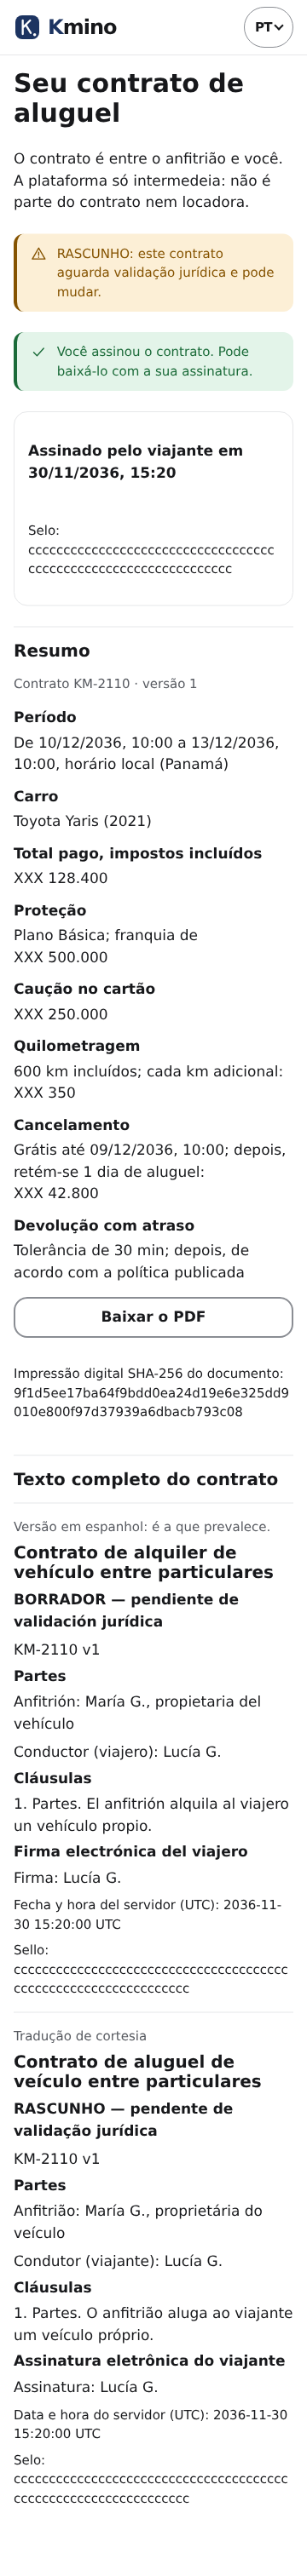 Kmino
PT
Seu contrato de
aluguel
O contrato é entre o anfitrião e você.
A plataforma só intermedeia: não é
parte do contrato nem locadora.
RASCUNHO: este contrato
aguarda validação jurídica e pode
mudar.
Você assinou o contrato. Pode
baixá-lo com a sua assinatura.
Assinado pelo viajante em
30/11/2036, 15:20
Selo:
ccccccccccccccccccccccccccccccccccc
ccccccccccccccccccccccccccccc
Resumo
Contrato KM-2110 · versão 1
Período
De 10/12/2036, 10:00 a 13/12/2036,
10:00, horário local (Panamá)
Carro
Toyota Yaris (2021)
Total pago, impostos incluídos
XXX 128.400
Proteção
Plano Básica; franquia de
XXX 500.000
Caução no cartão
XXX 250.000
Quilometragem
600 km incluídos; cada km adicional:
XXX 350
Cancelamento
Grátis até 09/12/2036, 10:00; depois,
retém-se 1 dia de aluguel:
XXX 42.800
Devolução com atraso
Tolerância de 30 min; depois, de
acordo com a política publicada
Baixar o PDF
Impressão digital SHA-256 do documento:
9f1d5ee17ba64f9bdd0ea24d19e6e325dd9
010e800f97d37939a6dbacb793c08
Texto completo do contrato
Versão em espanhol: é a que prevalece.
Contrato de alquiler de
vehículo entre particulares
BORRADOR — pendiente de
validación jurídica
KM-2110 v1
Partes
Anfitrión: María G., propietaria del
vehículo
Conductor (viajero): Lucía G.
Cláusulas
1. Partes. El anfitrión alquila al viajero
un vehículo propio.
Firma electrónica del viajero
Firma: Lucía G.
Fecha y hora del servidor (UTC): 2036-11-
30 15:20:00 UTC
Sello:
ccccccccccccccccccccccccccccccccccccccc
ccccccccccccccccccccccccc
Tradução de cortesia
Contrato de aluguel de
veículo entre particulares
RASCUNHO — pendente de
validação jurídica
KM-2110 v1
Partes
Anfitrião: María G., proprietária do
veículo
Condutor (viajante): Lucía G.
Cláusulas
1. Partes. O anfitrião aluga ao viajante
um veículo próprio.
Assinatura eletrônica do viajante
Assinatura: Lucía G.
Data e hora do servidor (UTC): 2036-11-30
15:20:00 UTC
Selo:
ccccccccccccccccccccccccccccccccccccccc
ccccccccccccccccccccccccc